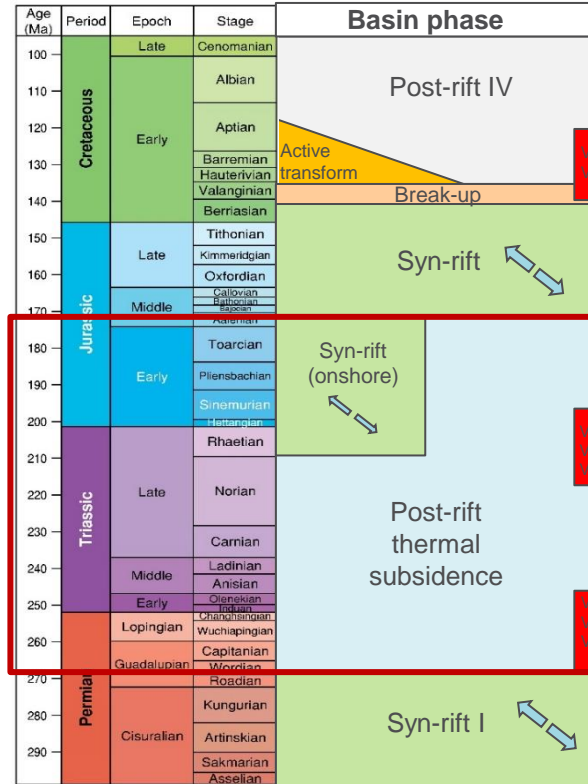 Age
(Ma)
Period
Epoch
Stage
Basin phase
100
110
120
130
140
150
160
170
180
190
200
210
220
230
240
250
260
270
280
290
Cretaceous
Jurassic
Triassic
Permian
Late
Early
Late
Middle
Early
Late
Middle
Early
Lopingian
Guadalupian
Cisuralian
Cenomanian
Albian
Aptian
Barremian
Hauterivian
Valanginian
Berriasian
Tithonian
Kimmeridgian
Oxfordian
Callovian
Bathonian
Bajocian
Aalenian
Toarcian
Pliensbachian
Sinemurian
Hettangian
Rhaetian
Norian
Carnian
Ladinian
Anisian
Olenekian
Induan
Changhsingian
Wuchiapingian
Capitanian
Wordian
Roadian
Kungurian
Artinskian
Sakmarian
Asselian
Post-rift IV
Active
transform
Break-up
Syn-rift
Syn-rift
(onshore)
Post-rift
thermal
subsidence
Syn-rift I